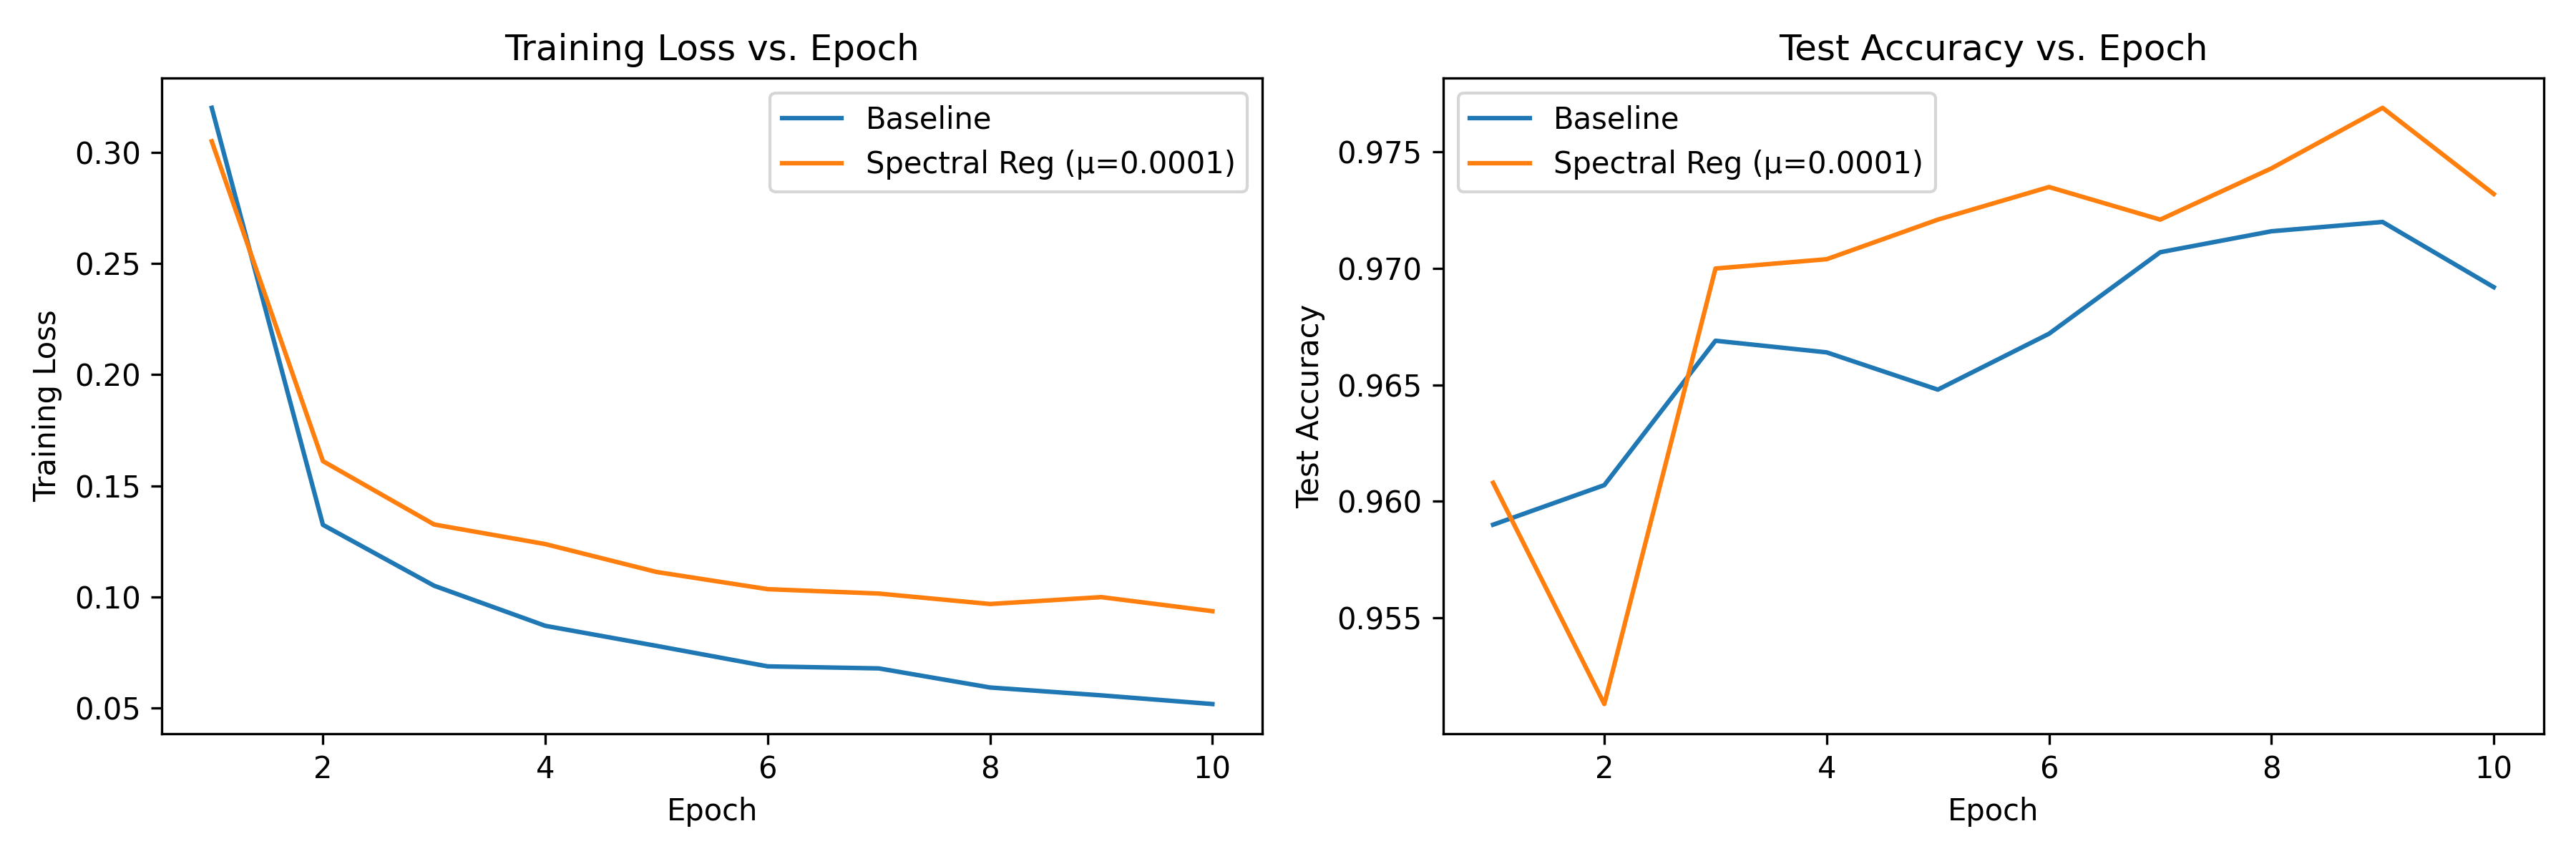 Training Loss vs. Epoch
Training Loss
0.30
0.25
0.20
0.15
0.10
0.05
Baseline
Spectral Reg (μ=0.0001)
2 4 6 8 10
Epoch
Test Accuracy vs. Epoch
Test Accuracy
0.975
0.970
0.965
0.960
0.955
Baseline
Spectral Reg (μ=0.0001)
2 4 6 8 10
Epoch